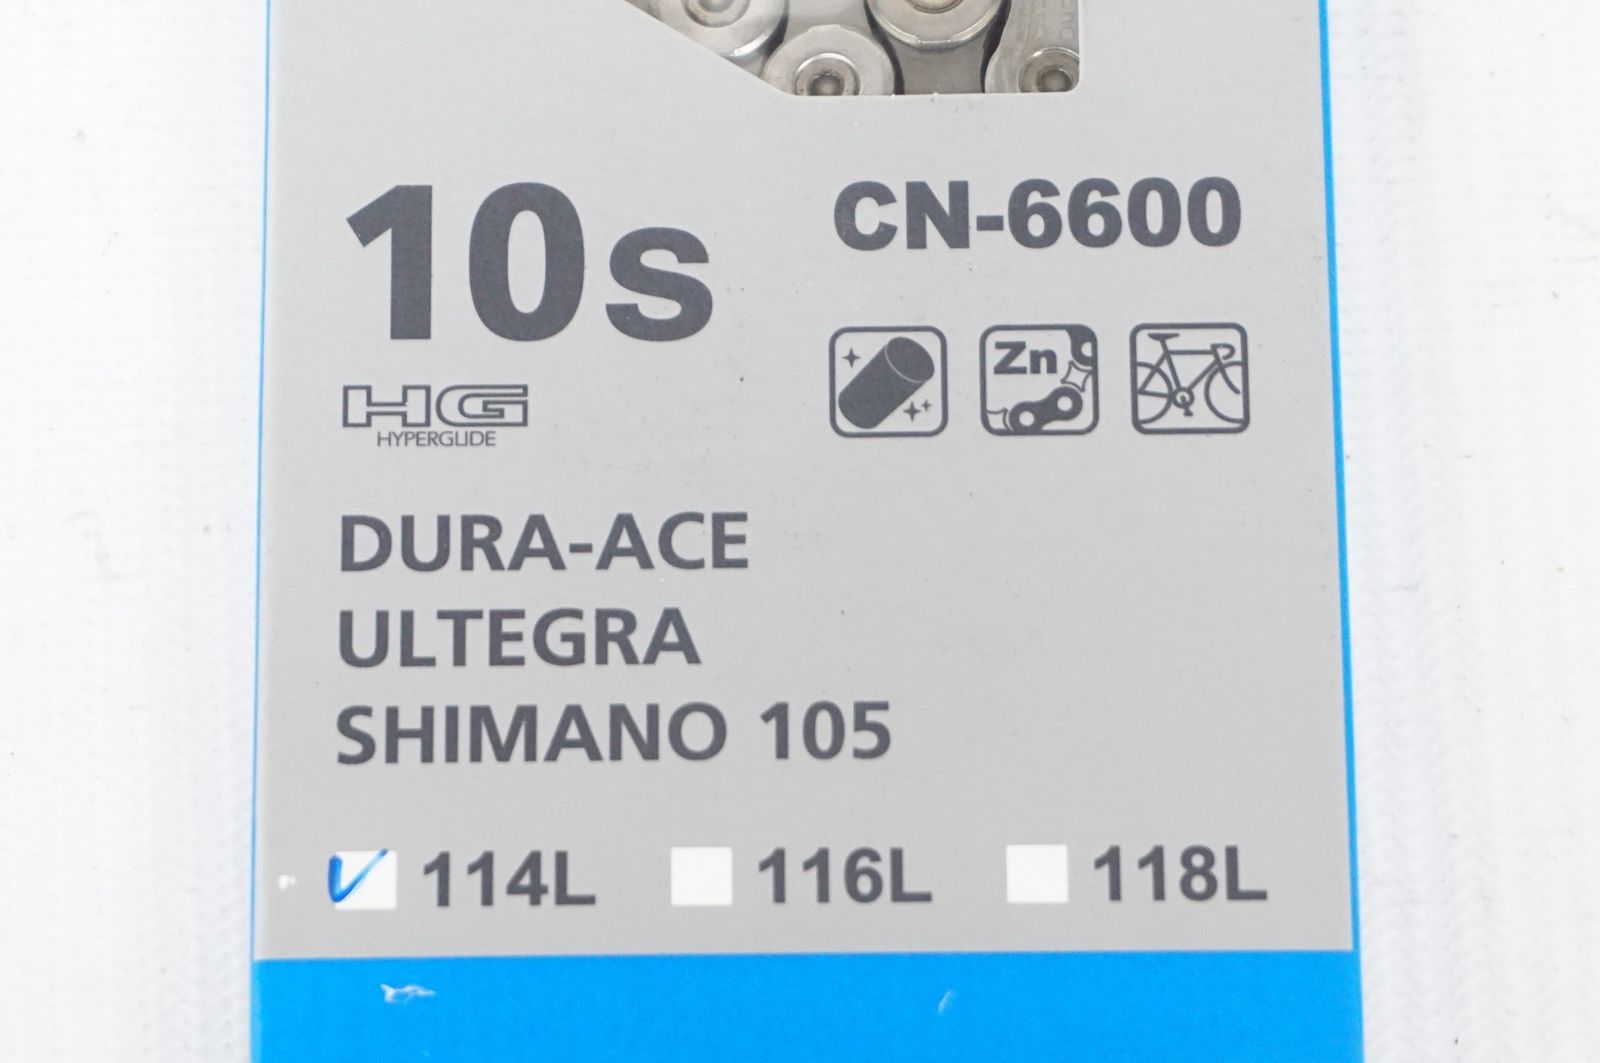 10s
CN-6600
HG
HYPERGLIDE
Zn
DURA-ACE
ULTEGRA
SHIMANO 105
114L 116L 118L